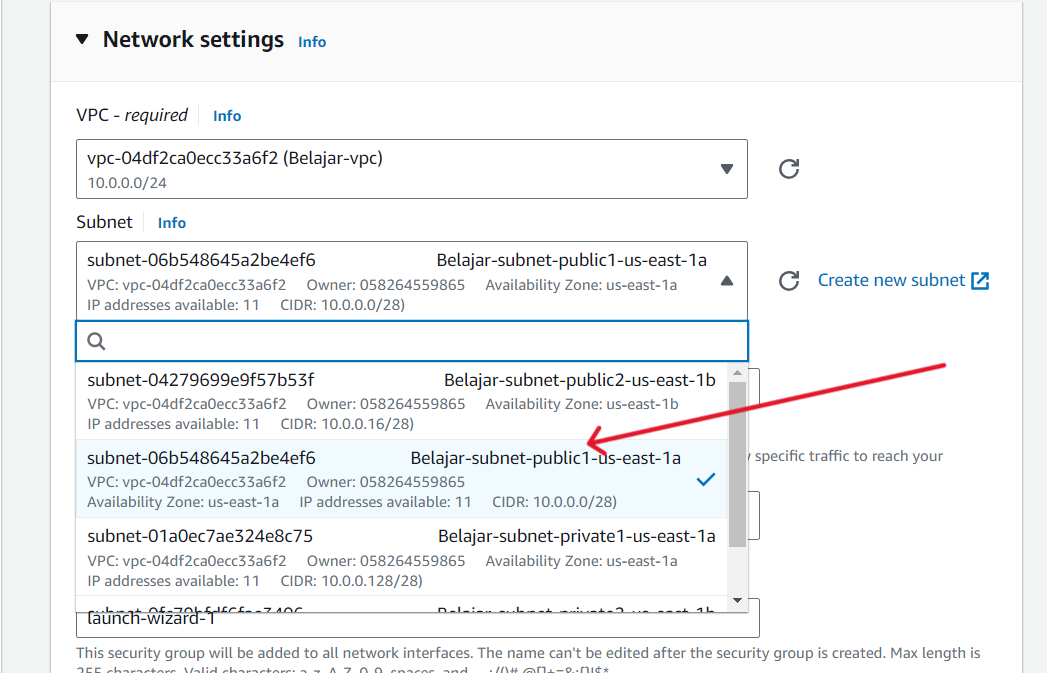 Network settings Info
VPC - required Info
vpc-04df2ca0ecc33a6f2 (Belajar-vpc)
10.0.0.0/24
Subnet Info
subnet-06b548645a2be4ef6 Belajar-subnet-public1-us-east-1a
VPC: vpc-04df2ca0ecc33a6f2 Owner: 058264559865 Availability Zone: us-east-1a
IP addresses available: 11 CIDR: 10.0.0.0/28)
Create new subnet
subnet-04279699e9f57b53f Belajar-subnet-public2-us-east-1b
VPC: vpc-04df2ca0ecc33a6f2 Owner: 058264559865 Availability Zone: us-east-1b
IP addresses available: 11 CIDR: 10.0.0.16/28)
subnet-06b548645a2be4ef6 Belajar-subnet-public1-us-east-1a
VPC: vpc-04df2ca0ecc33a6f2 Owner: 058264559865
Availability Zone: us-east-1a IP addresses available: 11 CIDR: 10.0.0.0/28)
specific traffic to reach your
subnet-01a0ec7ae324e8c75 Belajar-subnet-private1-us-east-1a
VPC: vpc-04df2ca0ecc33a6f2 Owner: 058264559865 Availability Zone: us-east-1a
IP addresses available: 11 CIDR: 10.0.0.128/28)
Belajar-subnet-private2-us-east-1b
launch-wizard-1
This security group will be added to all network interfaces. The name can't be edited after the security group is created. Max length is
255 characters. Valid characters: a-z, A-Z, 0-9, spaces, and